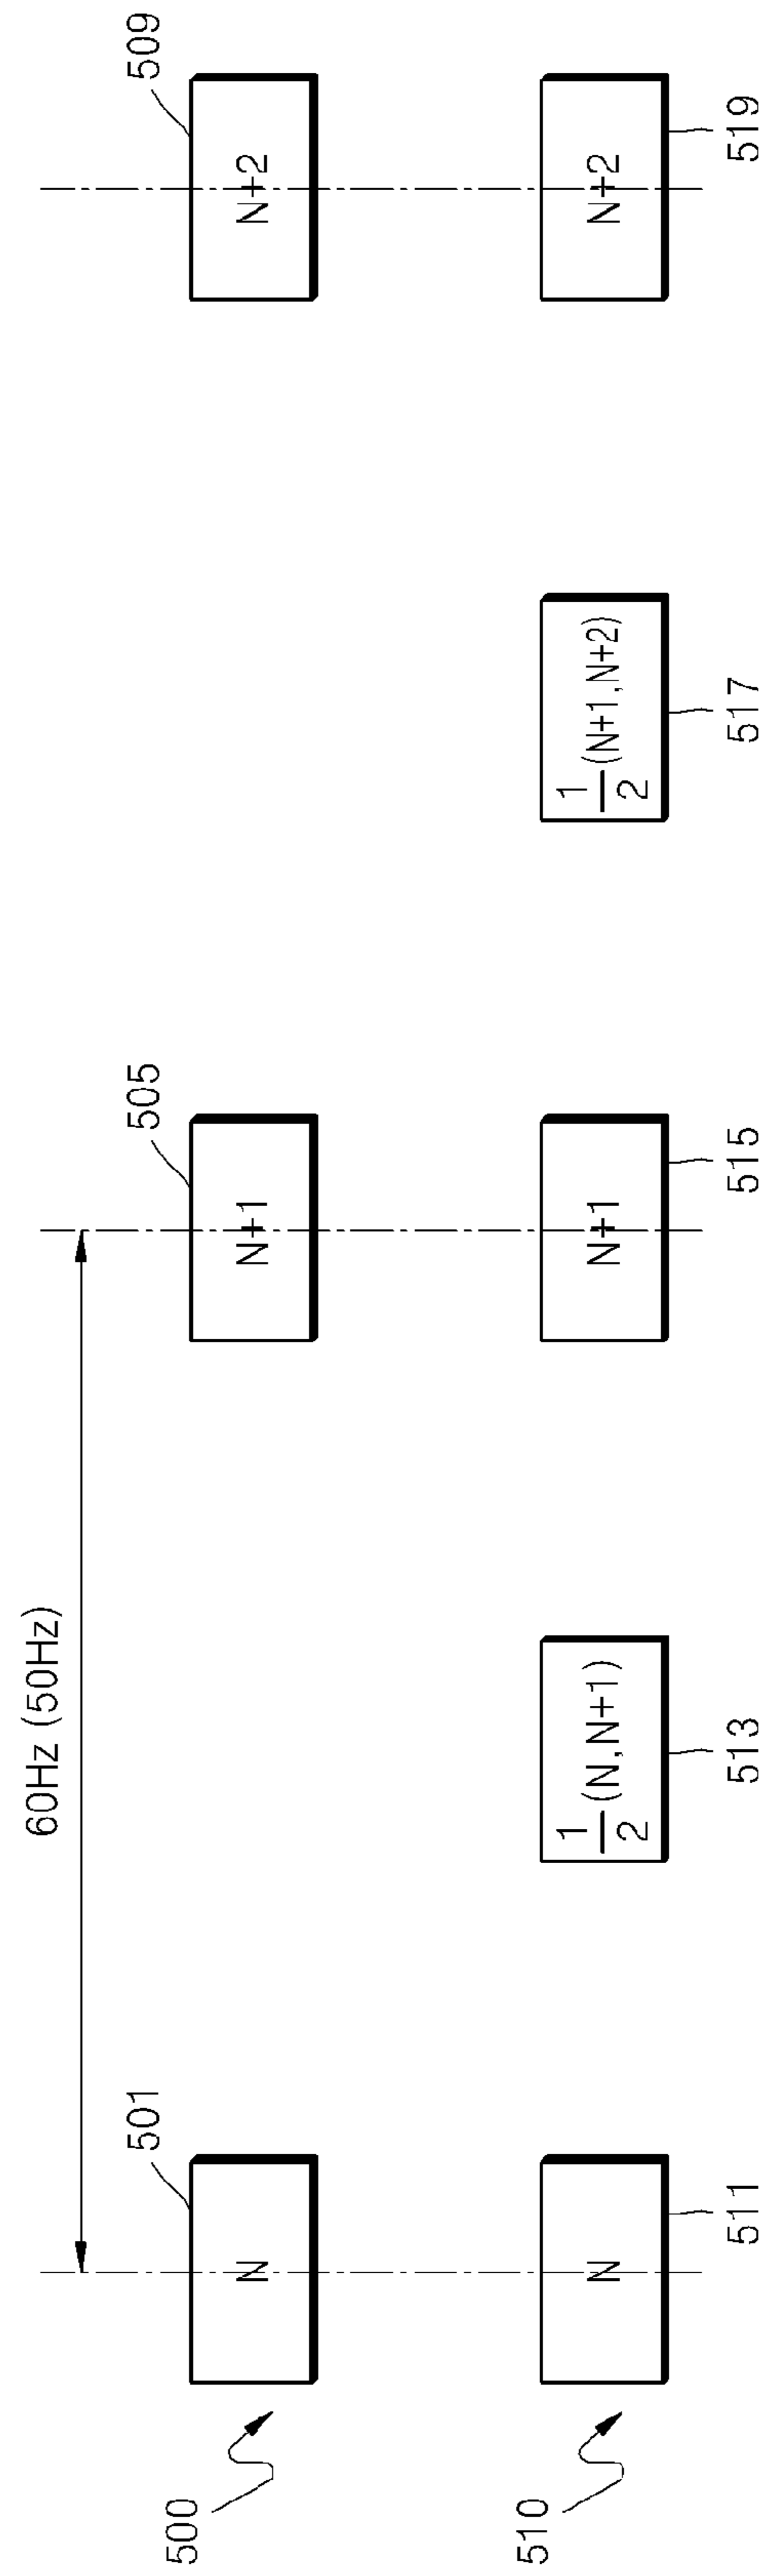 60Hz (50Hz)
501
505
509
500
N
N+1
N+2
510
N
1/2 (N,N+1)
N+1
1/2 (N+1,N+2)
N+2
511
513
515
517
519